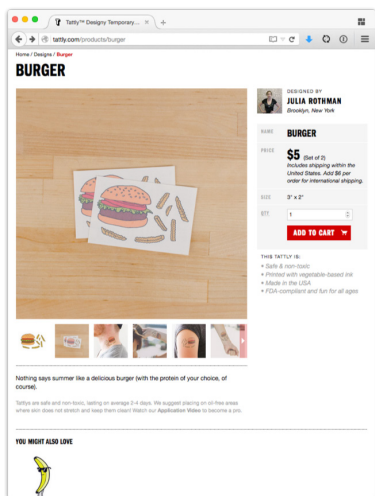 Tattly™ Designy Temporary...
tattly.com/products/burger
Home / Designs / Burger
BURGER
DESIGNED BY
JULIA ROTHMAN
Brooklyn, New York
NAME BURGER
PRICE $5 (Set of 2)
Includes shipping within the
United States. Add $6 per
order for international shipping.
SIZE 3" x 2"
QTY. 1
ADD TO CART
THIS TATTLY IS:
• Safe & non-toxic
• Printed with vegetable-based ink
• Made in the USA
• FDA-compliant and fun for all ages
Nothing says summer like a delicious burger (with the protein of your choice, of
course).
Tattlys are safe and non-toxic, lasting on average 2-4 days. We suggest placing on oil-free areas
where skin does not stretch and keep them clean! Watch our Application Video to become a pro.
YOU MIGHT ALSO LOVE